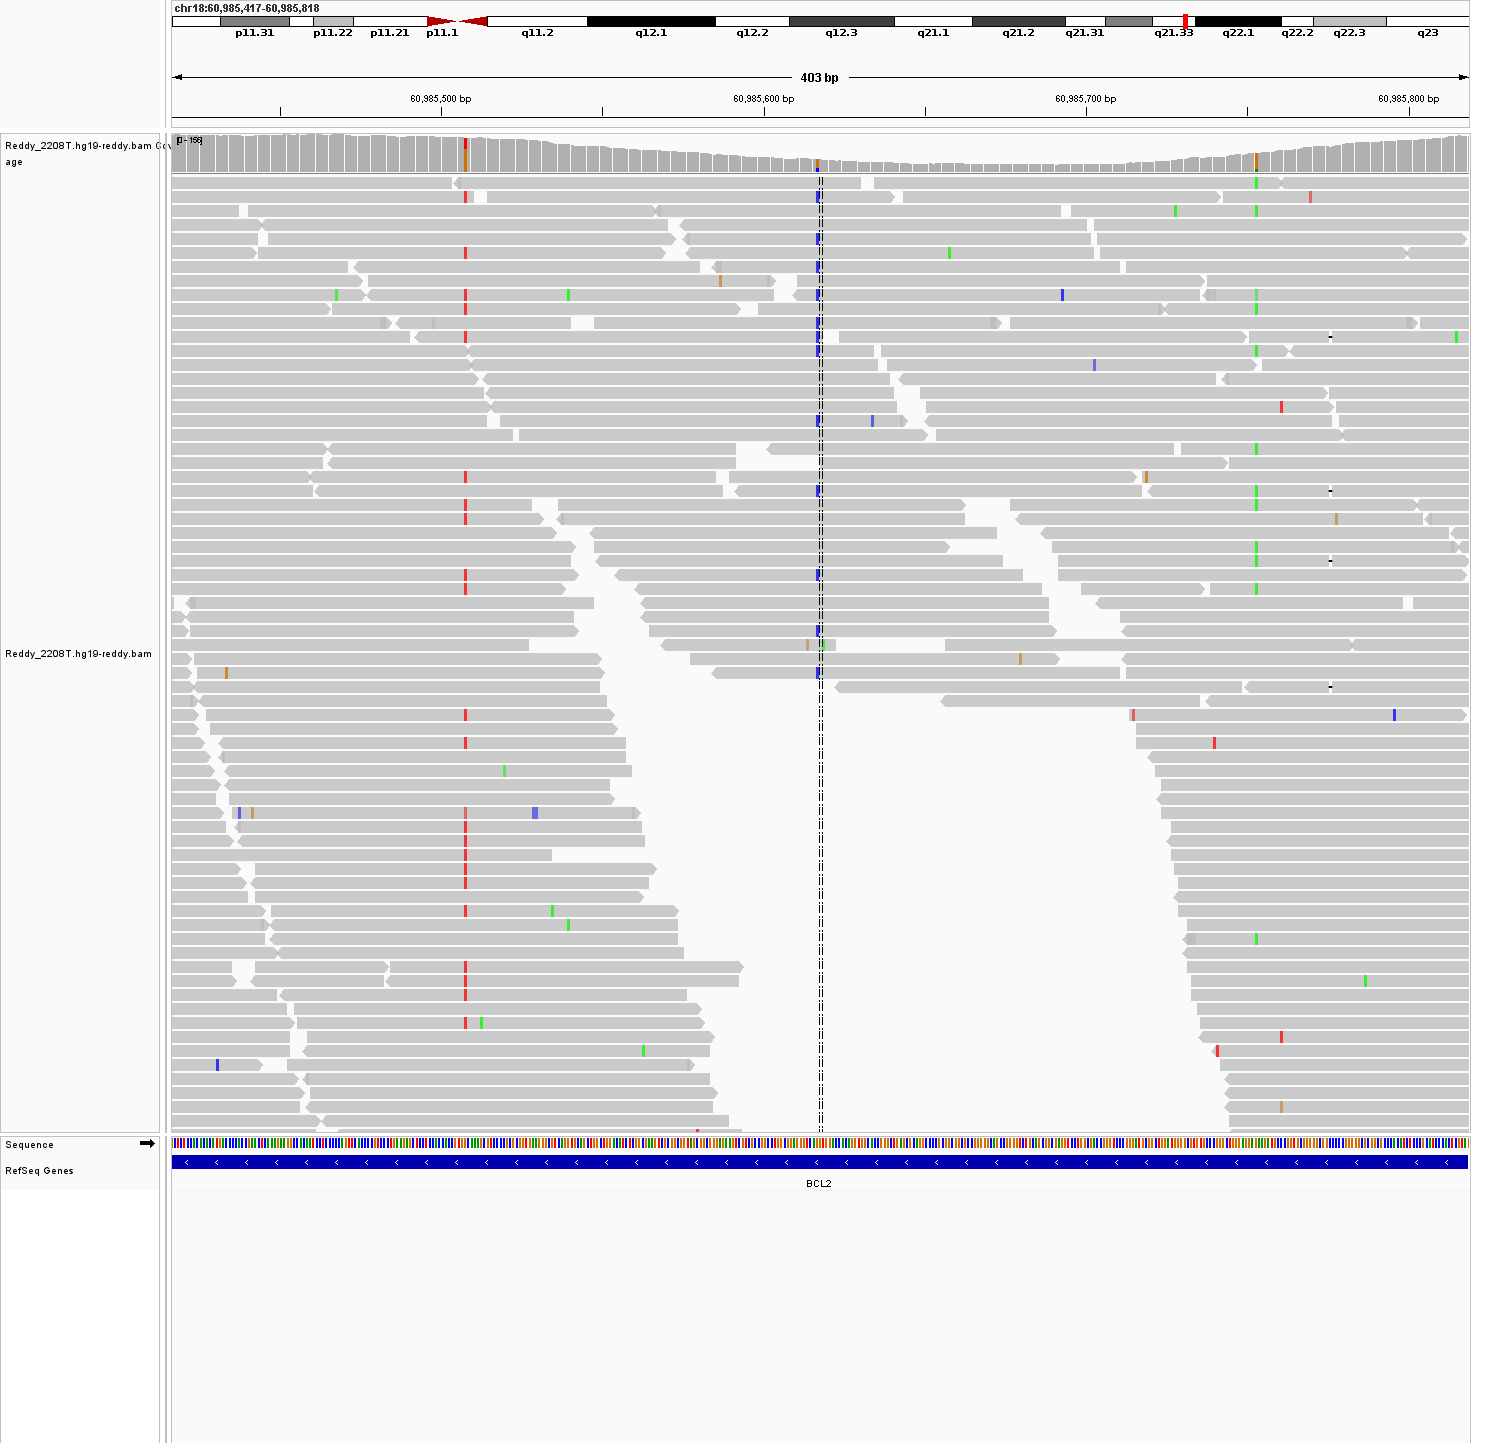 chr18:60,985,417-60,985,818
p11.31 p11.22 p11.21 p11.1 q11.2 q12.1 q12.2 q12.3 q21.1 q21.2 q21.31 q21.33 q22.1 q22.2 q22.3 q23
403 bp
60,985,500 bp 60,985,600 bp 60,985,700 bp 60,985,800 bp
[0 - 156]
Reddy_2208T.hg19-reddy.bam Cov
age
Reddy_2208T.hg19-reddy.bam
Sequence
RefSeq Genes
BCL2